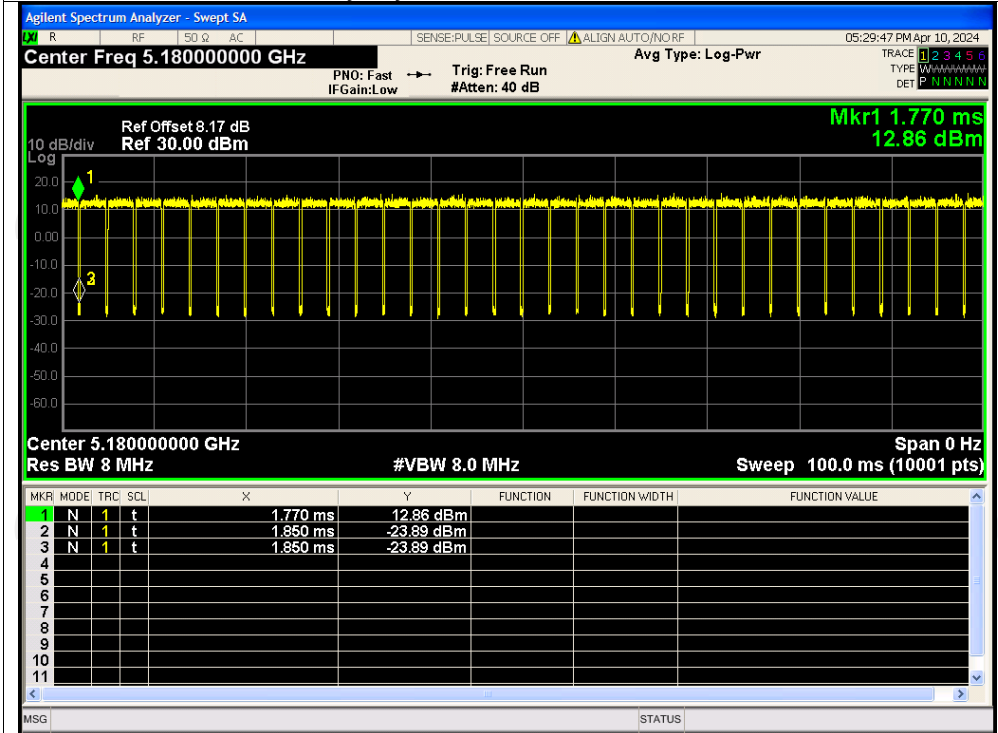 Agilent Spectrum Analyzer - Swept SA
LXI R RF 50 Ω AC SENSE:PULSE SOURCE OFF ALIGN AUTO/NO RF 05:29:47 PM Apr 10, 2024
Center Freq 5.180000000 GHz Avg Type: Log-Pwr TRACE 1 2 3 4 5 6
PNO: Fast Trig: Free Run TYPE WWWWWW
IFGain:Low #Atten: 40 dB DET P N N N N N
Mkr1 1.770 ms
Ref Offset 8.17 dB
10 dB/div Ref 30.00 dBm 12.86 dBm
Log
20.0
1
10.0
0.00
-10.0
3
-20.0
-30.0
-40.0
-50.0
-60.0
Center 5.180000000 GHz Span 0 Hz
Res BW 8 MHz #VBW 8.0 MHz Sweep 100.0 ms (10001 pts)
MKR MODE TRC SCL X Y FUNCTION FUNCTION WIDTH FUNCTION VALUE
1 N 1 t 1.770 ms 12.86 dBm
2 N 1 t 1.850 ms -23.89 dBm
3 N 1 t 1.850 ms -23.89 dBm
4
5
6
7
8
9
10
11
MSG STATUS